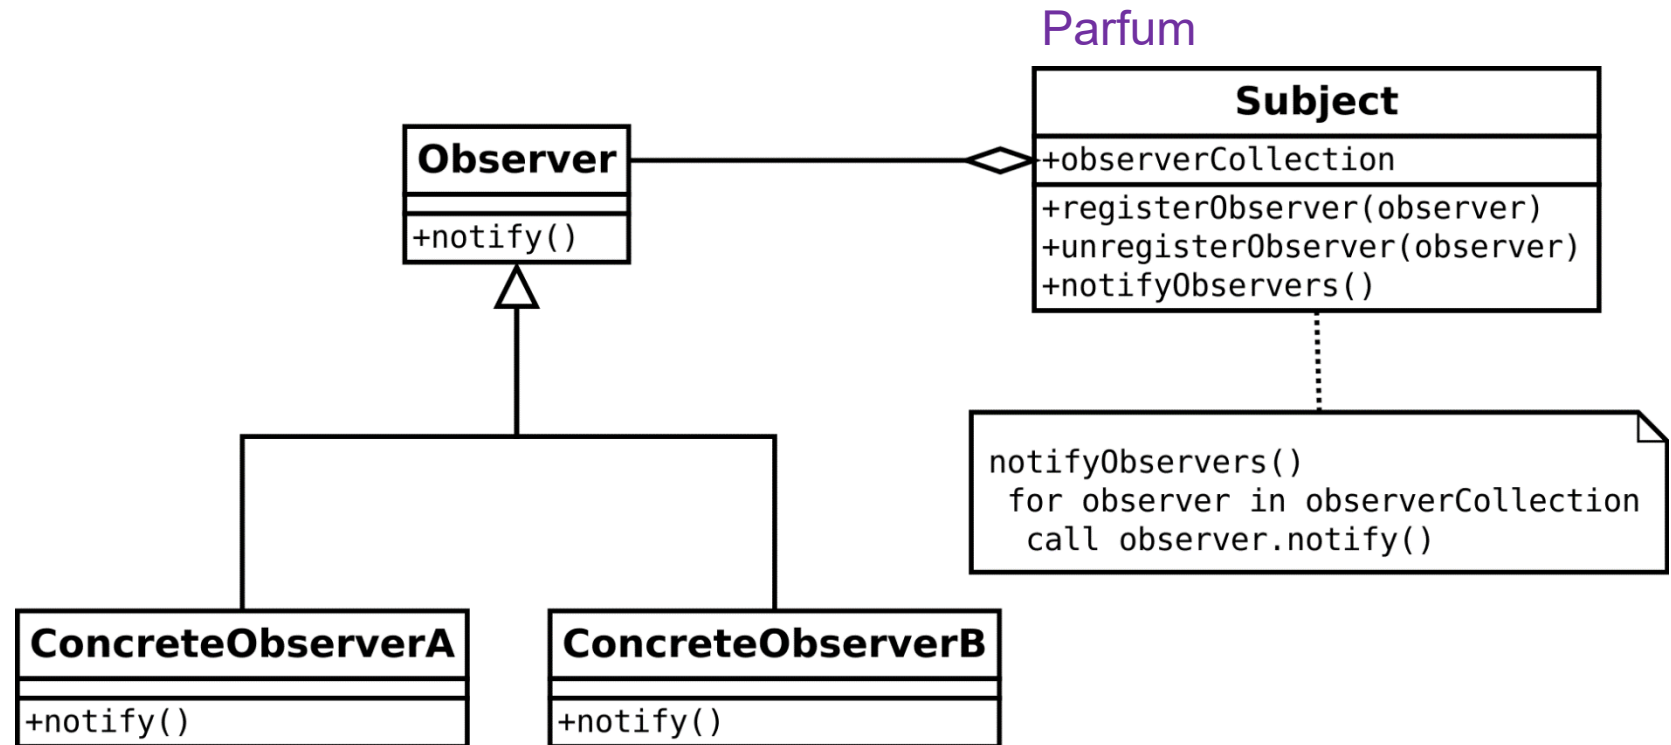 Parfum
Subject
+observerCollection
+registerObserver(observer)
+unregisterObserver(observer)
+notifyObservers()
Observer
+notify()
notifyObservers()
for observer in observerCollection
call observer.notify()
ConcreteObserverA
+notify()
ConcreteObserverB
+notify()